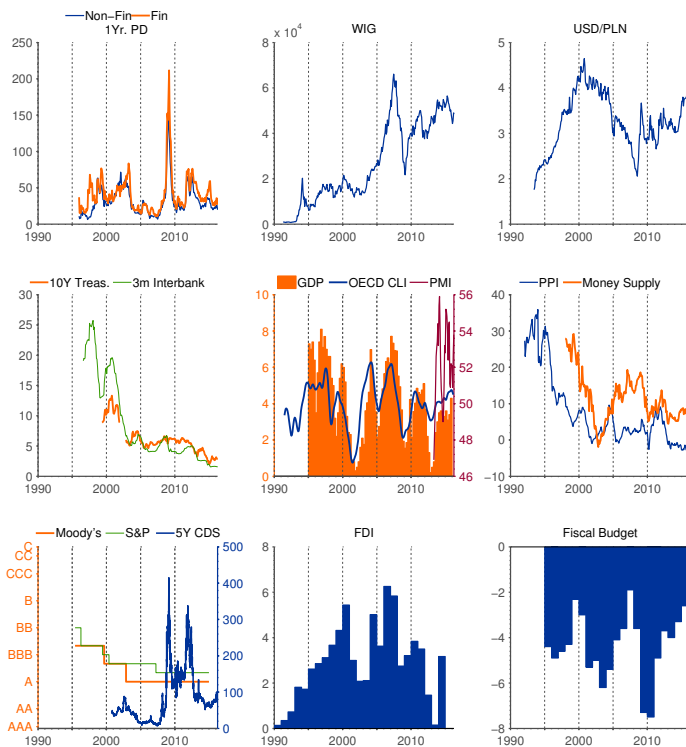 Non-Fin Fin
1Yr. PD
250
200
150
100
50
0
1990 2000 2010
WIG
x 10^4
8
6
4
2
0
1990 2000 2010
USD/PLN
5
4
3
2
1
1990 2000 2010
10Y Treas. 3m Interbank
30
25
20
15
10
5
0
1990 2000 2010
GDP OECD CLI PMI
10
8
6
4
2
0
56
54
52
50
48
46
1990 2000 2010
PPI Money Supply
40
30
20
10
0
−10
1990 2000 2010
Moody's S&P 5Y CDS
C
CC
CCC
B
BB
BBB
A
AA
AAA
500
400
300
200
100
0
1990 2000 2010
FDI
8
6
4
2
0
1990 2000 2010
Fiscal Budget
0
−2
−4
−6
−8
1990 2000 2010